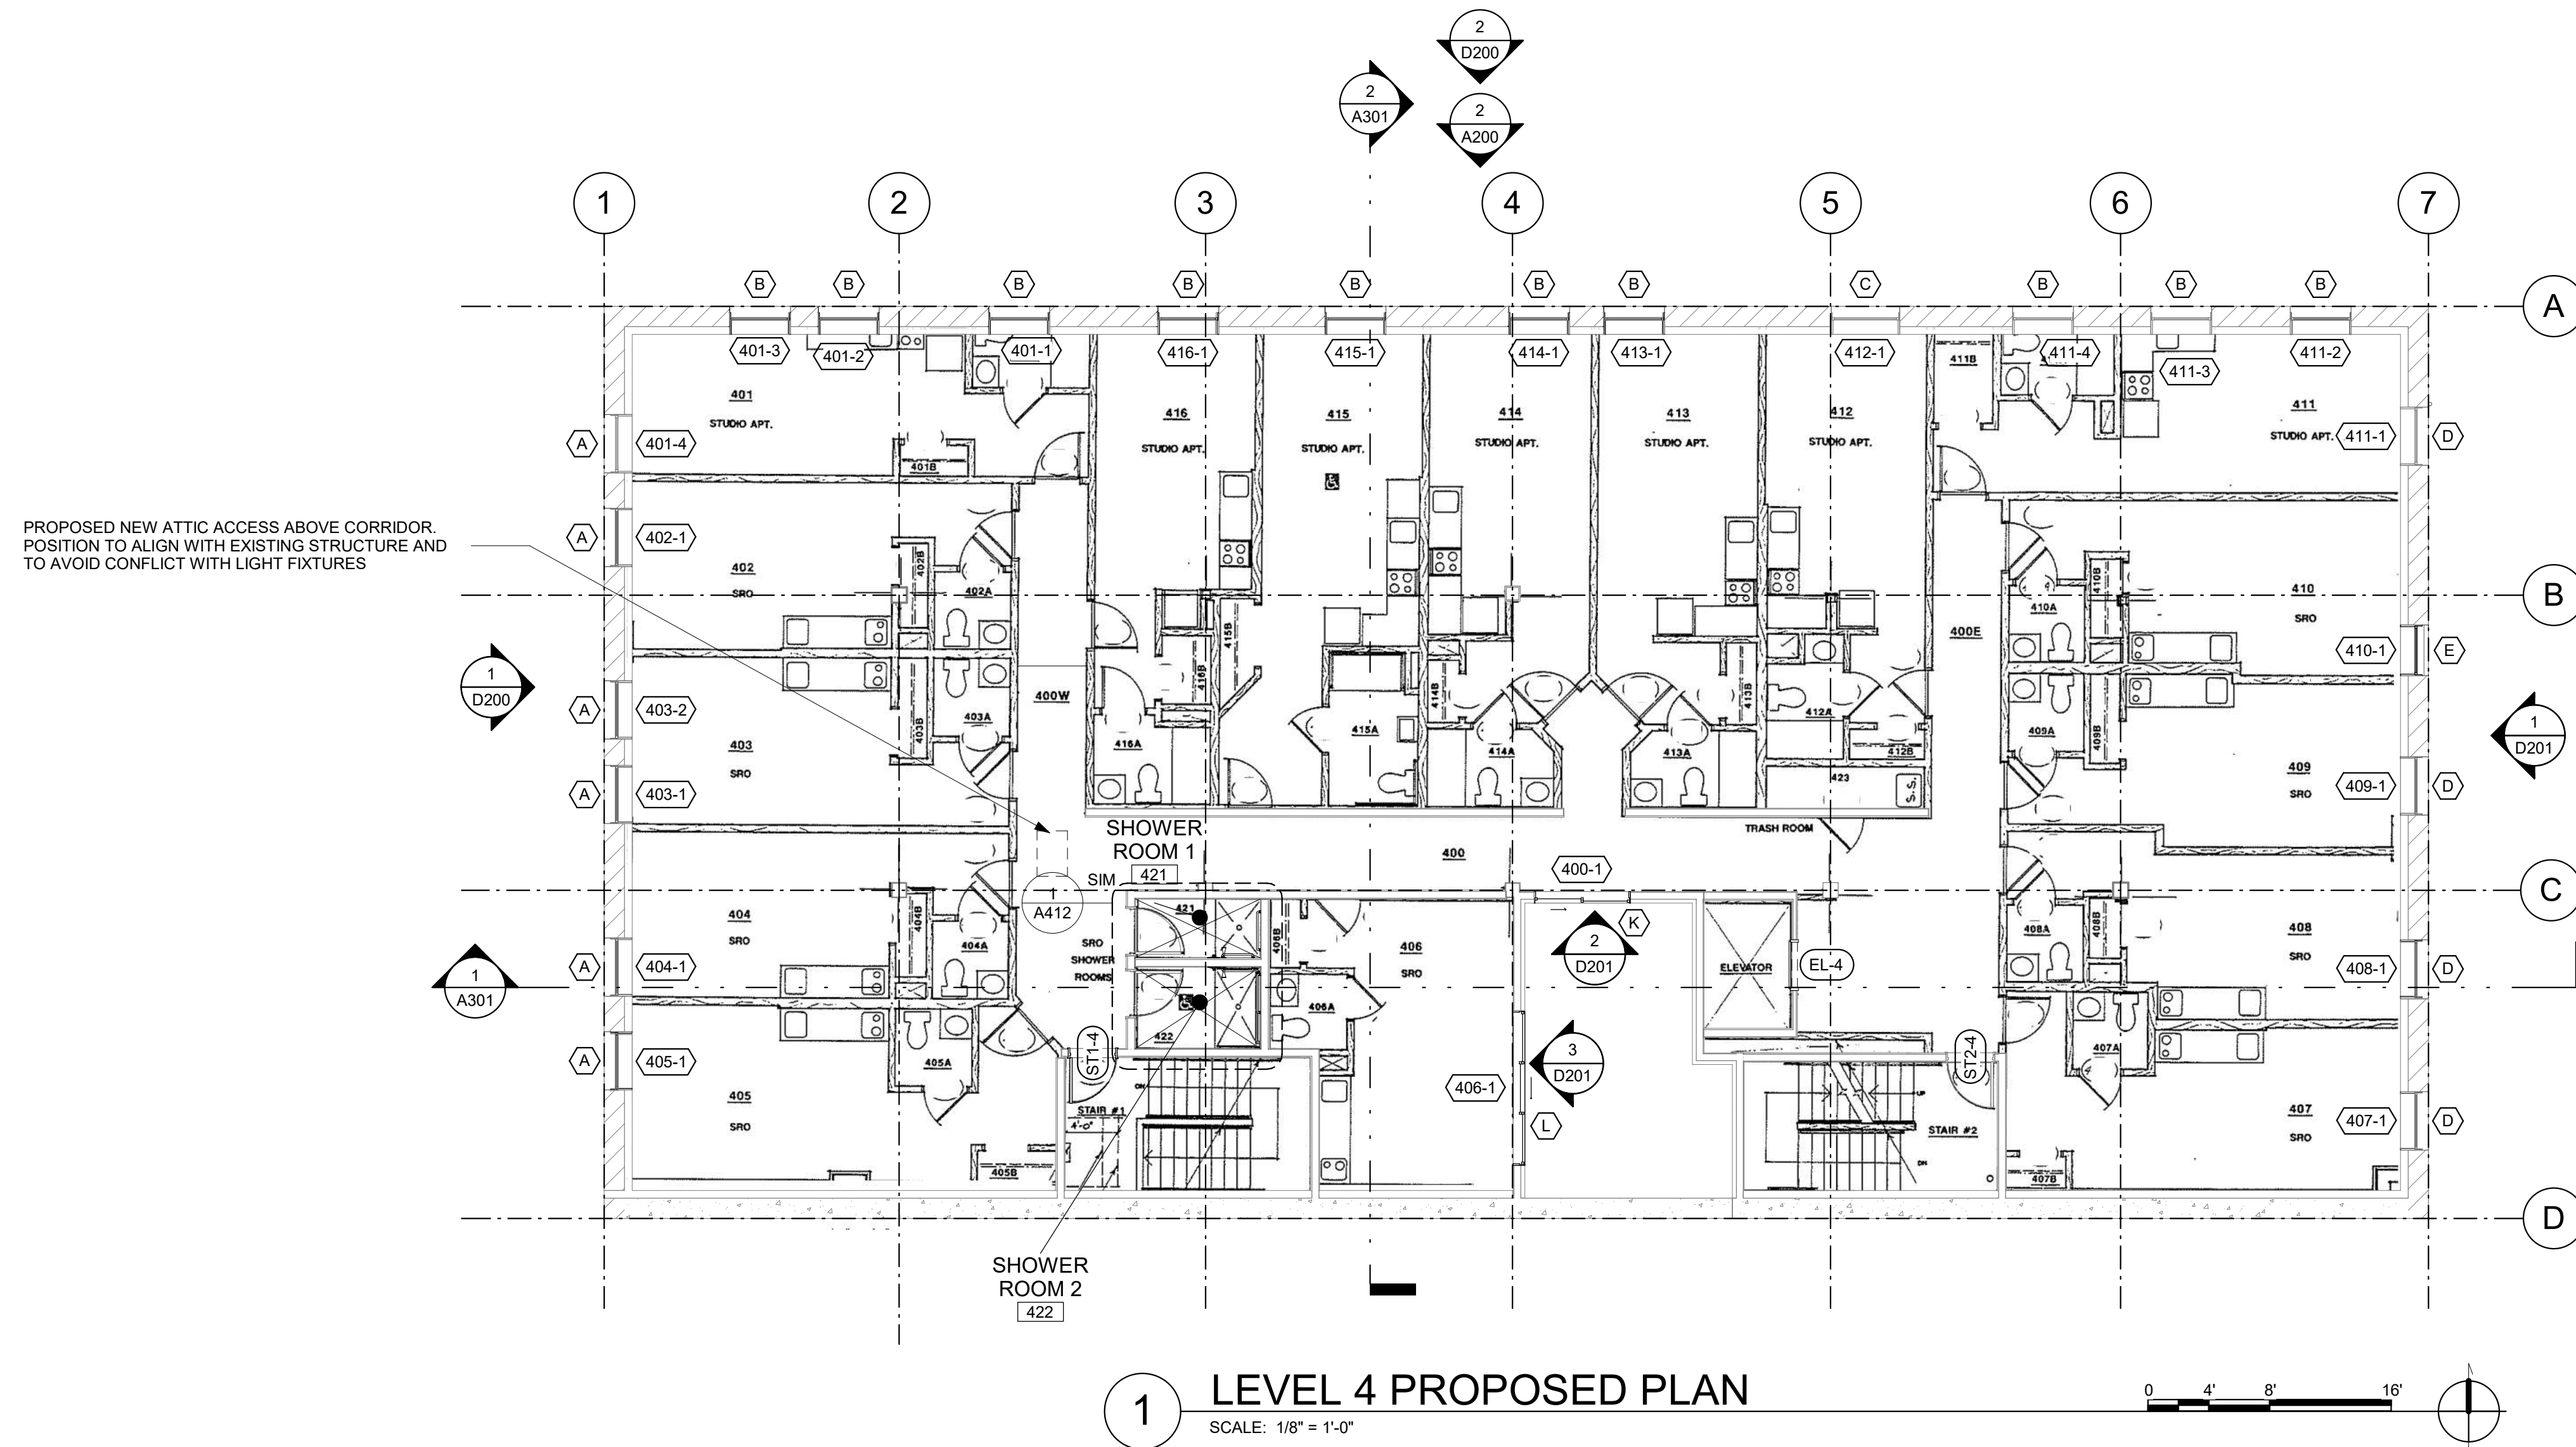 2
D200
2
A301
2
A200
1
2
3
4
5
6
7
B
B
B
B
B
B
B
C
B
B
B
A
401-3
401-2
401-1
416-1
415-1
414-1
413-1
412-1
411B
411-4
411-3
411-2
401
STUDIO APT.
416
STUDIO APT.
415
STUDIO APT.
414
STUDIO APT.
413
STUDIO APT.
412
STUDIO APT.
411
STUDIO APT.
411-1
D
A
401-4
401B
PROPOSED NEW ATTIC ACCESS ABOVE CORRIDOR.
POSITION TO ALIGN WITH EXISTING STRUCTURE AND
TO AVOID CONFLICT WITH LIGHT FIXTURES
A
402-1
402
SRO
402B
402A
415B
410B
410A
410
SRO
B
400E
410-1
E
1
D200
400W
416B
414B
413B
A
403-2
403
SRO
403B
403A
416A
415A
414A
413A
412A
412B
409A
409B
409
SRO
409-1
D
1
D201
A
403-1
423
S.S.
TRASH ROOM
SHOWER
ROOM 1
421
SIM
400
400-1
C
1
A412
404
SRO
404B
404A
A
404-1
SRO
SHOWER
ROOMS
421
422
406B
406
SRO
406A
K
2
D201
ELEVATOR
EL-4
408A
408B
408
SRO
408-1
D
1
A301
A
405-1
405A
405
SRO
405B
ST1-4
DN
STAIR #1
4'-0"
406-1
3
D201
L
ST2-4
UP
STAIR #2
DN
407A
407
SRO
407-1
D
407B
D
SHOWER
ROOM 2
422
1
LEVEL 4 PROPOSED PLAN
SCALE: 1/8" = 1'-0"
0 4' 8' 16'
N